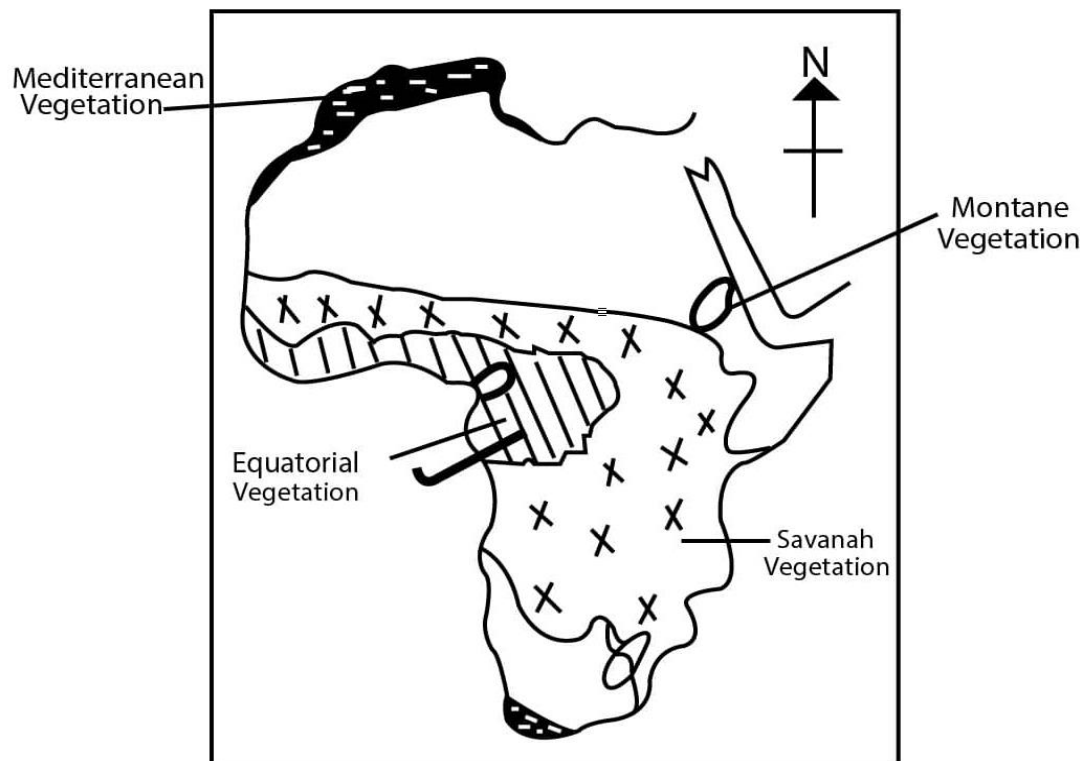 Mediterranean
Vegetation
N
Montane
Vegetation
Equatorial
Vegetation
Savanah
Vegetation